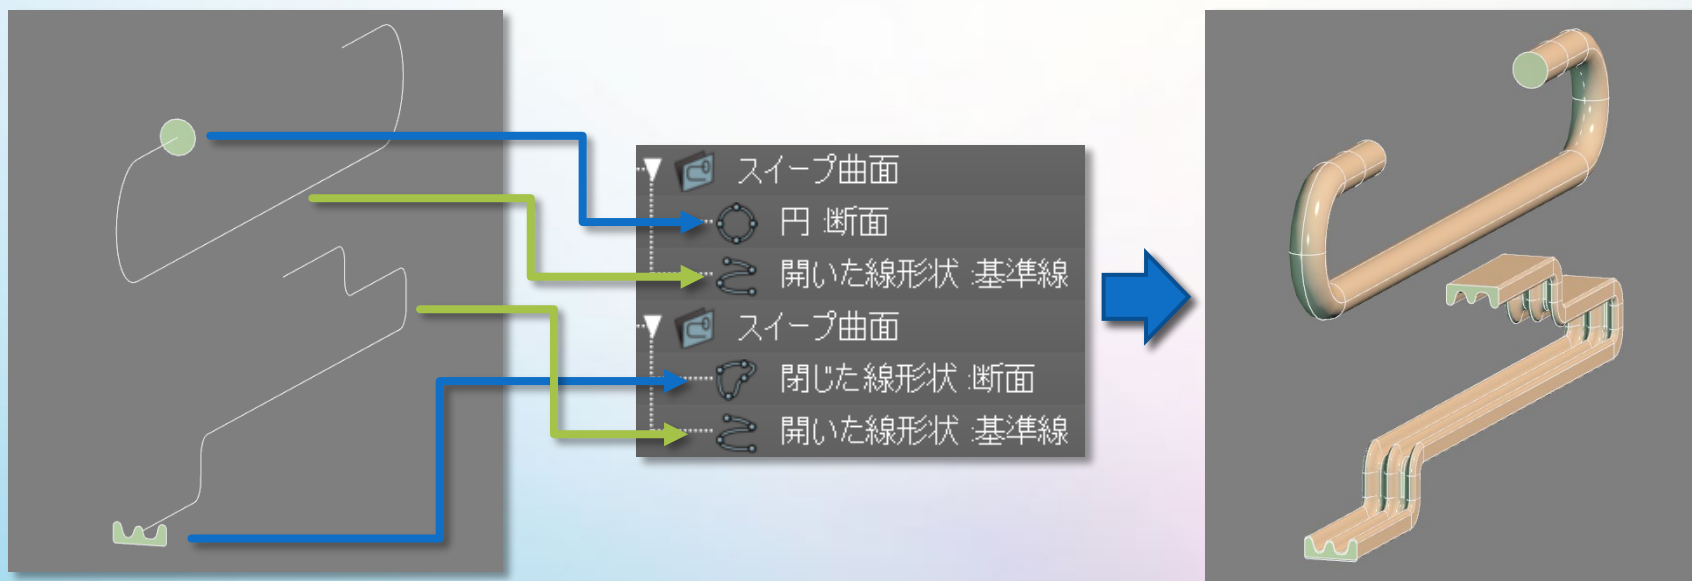 スイープ曲面
円 :断面
開いた線形状 :基準線
スイープ曲面
閉じた線形状 :断面
開いた線形状 :基準線